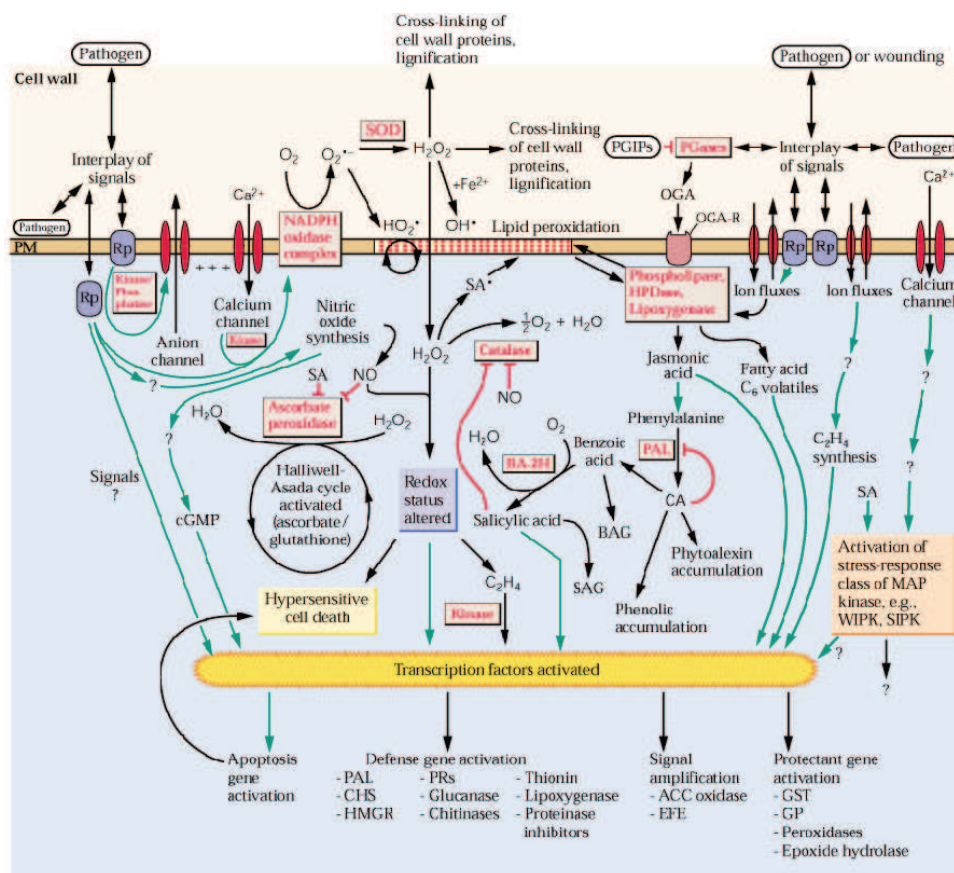 Cross-linking of
cell wall proteins,
lignification
Pathogen
Cell wall
Pathogen or wounding
SOD
O₂
O₂•−
H₂O₂
Cross-linking
of cell wall
proteins,
lignification
+Fe²⁺
PGIPs
PGases
Interplay
of signals
Pathogen
Interplay of
signals
Ca²⁺
Ca²⁺
OGA
OGA-R
Pathogen
Rp
NADPH
oxidase
complex
HO₂•
OH•
Lipid peroxidation
PM
Rp
Rp
Rp
+ + +
Kinase/
Phos-
phatase
Calcium
channel
Kinase
Anion
channel
Nitric
oxide
synthesis
SA•
Phospholipase,
HPDase,
Lipoxygenase
Ion fluxes
Ion fluxes
Calcium
channel
½O₂ + H₂O
H₂O₂
Catalase
NO
Jasmonic
acid
Fatty acid
C₆ volatiles
?
?
SA
NO
Ascorbate
peroxidase
H₂O
H₂O₂
?
Phenylalanine
PAL
C₂H₄
synthesis
?
H₂O
O₂
BA-2H
Benzoic
acid
CA
Signals
?
cGMP
Halliwell-
Asada cycle
activated
(ascorbate/
glutathione)
Redox
status
altered
Salicylic acid
BAG
SAG
Phytoalexin
accumulation
Phenolic
accumulation
SA
Activation of
stress-response
class of MAP
kinase, e.g.,
WIPK, SIPK
?
?
Hypersensitive
cell death
C₂H₄
Kinase
Transcription factors activated
Apoptosis
gene
activation
Defense gene activation
- PAL
- CHS
- HMGR
- PRs
- Glucanase
- Chitinases
- Thionin
- Lipoxygenase
- Proteinase
inhibitors
Signal
amplification
- ACC oxidase
- EFE
Protectant gene
activation
- GST
- GP
- Peroxidases
- Epoxide hydrolase